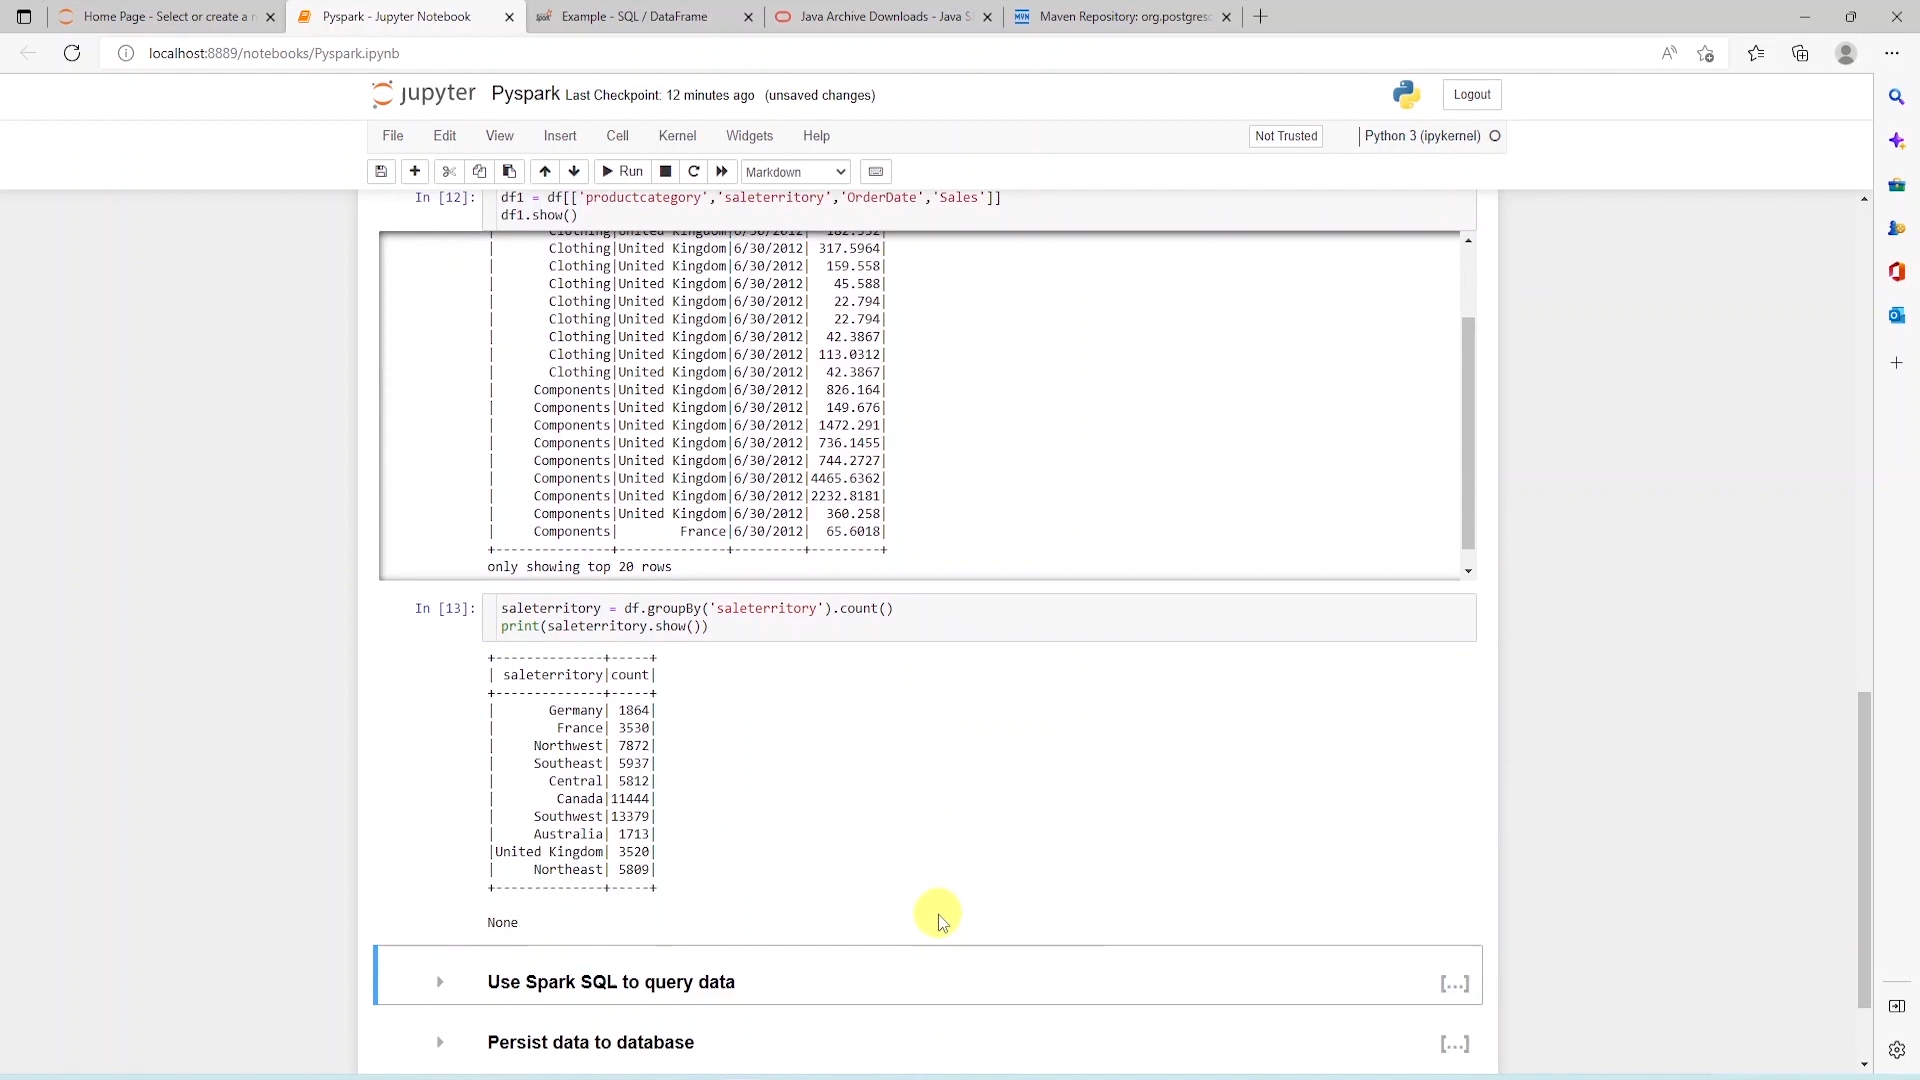 Home Page - Select or create a n
Pyspark - Jupyter Notebook
Example - SQL / DataFrame
Java Archive Downloads - Java S
MVN Maven Repository: org.postgres
localhost:8889/notebooks/Pyspark.ipynb
jupyter Pyspark Last Checkpoint: 12 minutes ago (unsaved changes)
Logout
File Edit View Insert Cell Kernel Widgets Help
Not Trusted
Python 3 (ipykernel)
Run
Markdown
In [12]: df1 = df[['productcategory','saleterritory','OrderDate','Sales']]
df1.show()
| Clothing|United Kingdom|6/30/2012| 182.352
| Clothing|United Kingdom|6/30/2012| 317.5964|
| Clothing|United Kingdom|6/30/2012| 159.558|
| Clothing|United Kingdom|6/30/2012| 45.588|
| Clothing|United Kingdom|6/30/2012| 22.794|
| Clothing|United Kingdom|6/30/2012| 22.794|
| Clothing|United Kingdom|6/30/2012| 42.3867|
| Clothing|United Kingdom|6/30/2012| 113.0312|
| Clothing|United Kingdom|6/30/2012| 42.3867|
| Components|United Kingdom|6/30/2012| 826.164|
| Components|United Kingdom|6/30/2012| 149.676|
| Components|United Kingdom|6/30/2012| 1472.291|
| Components|United Kingdom|6/30/2012| 736.1455|
| Components|United Kingdom|6/30/2012| 744.2727|
| Components|United Kingdom|6/30/2012|4465.6362|
| Components|United Kingdom|6/30/2012|2232.8181|
| Components|United Kingdom|6/30/2012| 360.258|
| Components| France|6/30/2012| 65.6018|
+---------------+--------------+---------+---------+
only showing top 20 rows
In [13]: saleterritory = df.groupBy('saleterritory').count()
print(saleterritory.show())
+--------------+-----+
| saleterritory|count|
+--------------+-----+
| Germany| 1864|
| France| 3530|
| Northwest| 7872|
| Southeast| 5937|
| Central| 5812|
| Canada|11444|
| Southwest|13379|
| Australia| 1713|
|United Kingdom| 3520|
| Northeast| 5809|
+--------------+-----+
None
Use Spark SQL to query data
[...]
Persist data to database
[...]